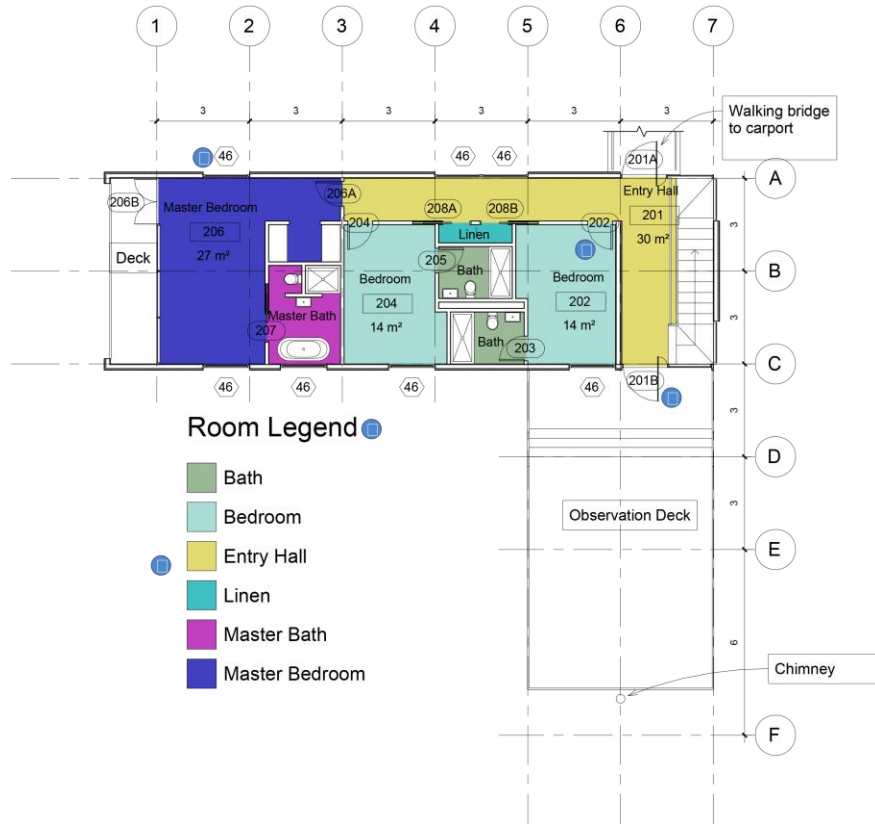 1 2 3 4 5 6 7
3 3 3 3 3 3
Walking bridge
to carport
46 46 46
201A
A
206B
206A
Entry Hall
Master Bedroom
204
208A
208B
202
201
206
Linen
30 m²
3
27 m²
Deck
205
B
Bath
Bedroom
Bedroom
204
202
Master Bath
14 m²
14 m²
3
207
Bath
203
C
46 46 46 46
201B
3
Room Legend
D
Bath
3
Bedroom
Observation Deck
Entry Hall
E
Linen
Master Bath
6
Master Bedroom
Chimney
F